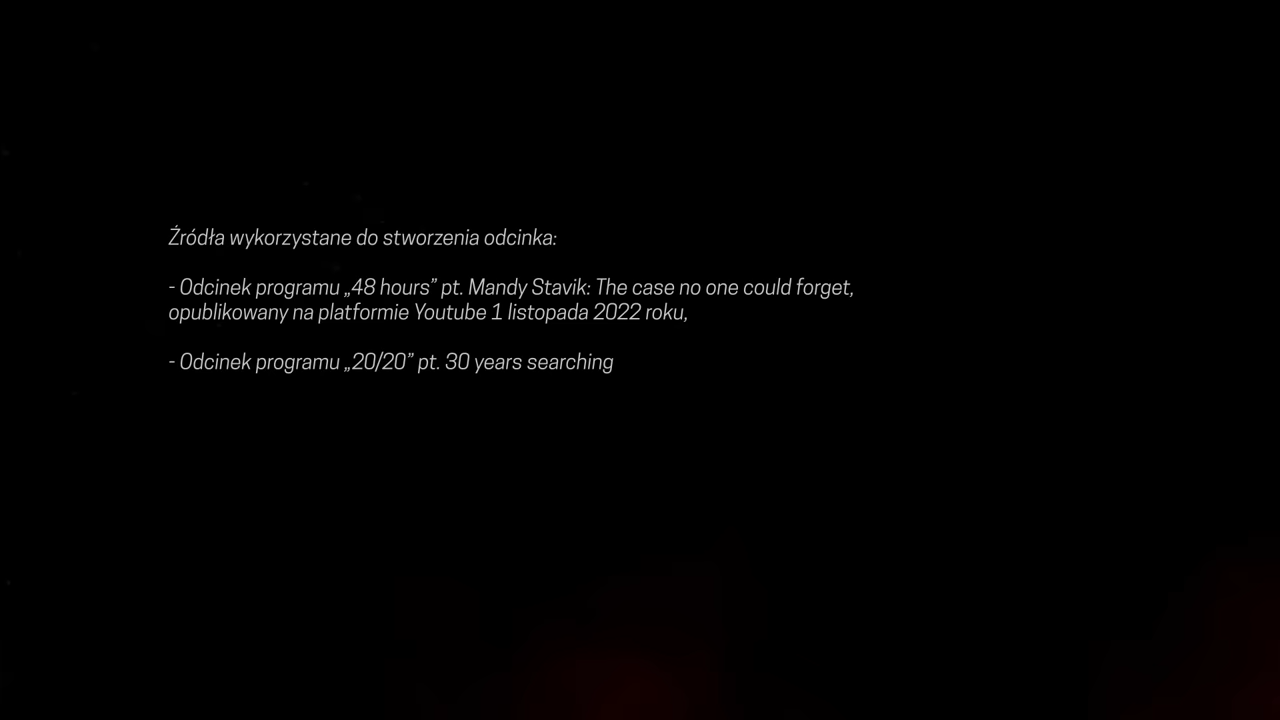 Źródła wykorzystane do stworzenia odcinka:
- Odcinek programu „48 hours” pt. Mandy Stavik: The case no one could forget,
opublikowany na platformie Youtube 1 listopada 2022 roku,
- Odcinek programu „20/20” pt. 30 years searching